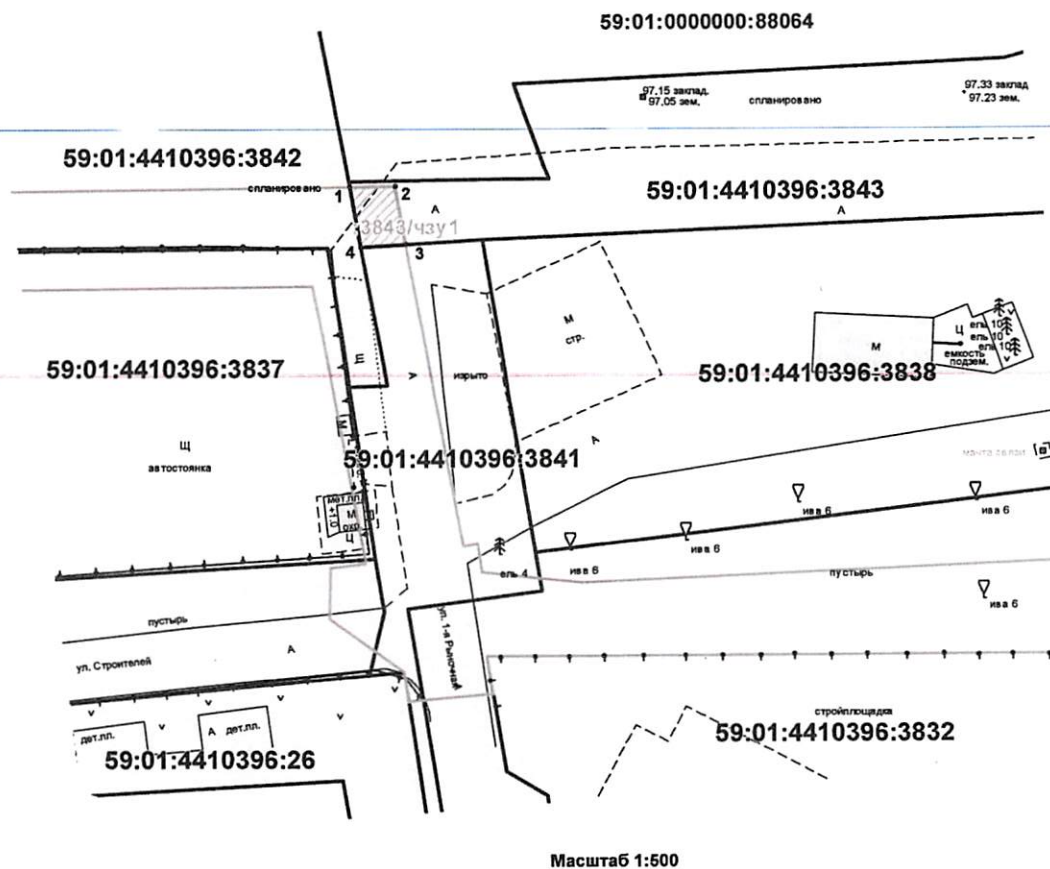 59:01:0000000:88064
97.15 заклад.
97.05 зем.
спланировано
97.33 заклад
97.23 зем.
59:01:4410396:3842
спланировано
1
2
А
59:01:4410396:3843
А
3843/чзу1
4
3
М
стр.
59:01:4410396:3837
Щ
А
изрыто
М
Ц
ель 10
ель 10
ель 10
емкость
подзем.
59:01:4410396:3838
М
Щ
автостоянка
59:01:4410396:3841
А
мачта связи
мет.пл.
+1.0
М
охр.
Ц
ива 6
ива 6
ива 6
ива 6
ель 4
пустырь
ива 6
пустырь
ул. Строителей
А
ул. 1-я Рыночная
А
дет.пл.
А дет.пл.
59:01:4410396:26
стройплощадка
59:01:4410396:3832
Масштаб 1:500